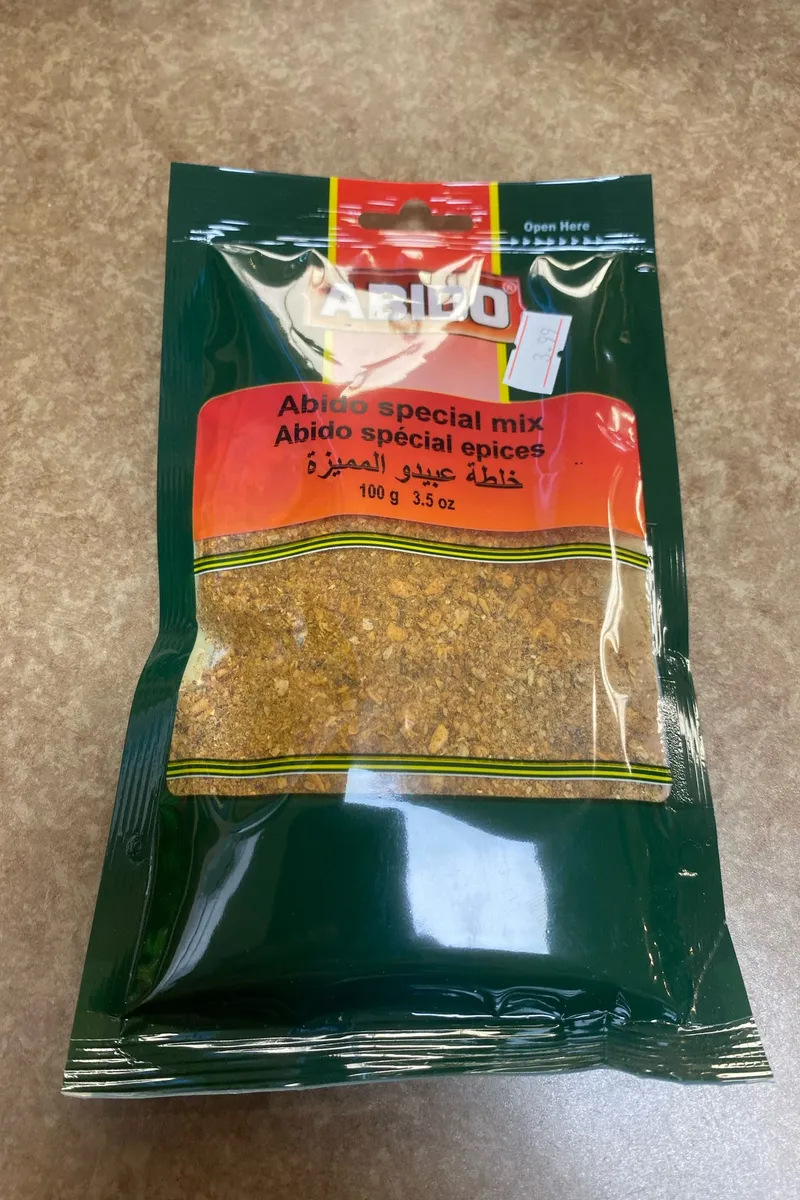 Open Here
ABIDO®
3.99
Abido special mix
Abido spécial epices
خلطة عبيدو المميزة
100 g 3.5 oz